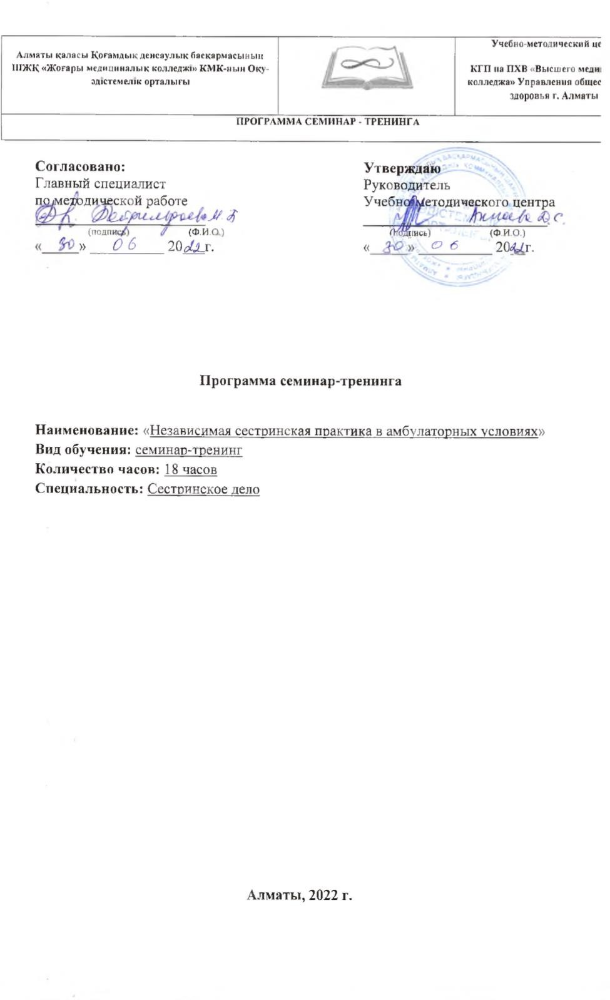 Алматы қаласы Қоғамдық денсаулық басқармасының
ШЖҚ «Жоғары медициналық колледжі» КМК-нын Оқу-
әдістемелік орталығы
Учебно-методический це
КГП на ПХВ «Высшего меди
колледжа» Управления общес
здоровья г. Алматы
ПРОГРАММА СЕМИНАР - ТРЕНИНГА
Согласовано:
Главный специалист
по методической работе
(подпись) (Ф.И.О.)
«30» 06 2022г.
Утверждаю
Руководитель
Учебно-методического центра
Д.С.
(подпись) (Ф.И.О.)
«30» 06 2022г.
Программа семинар-тренинга
Наименование: «Независимая сестринская практика в амбулаторных условиях»
Вид обучения: семинар-тренинг
Количество часов: 18 часов
Специальность: Сестринское дело
Алматы, 2022 г.